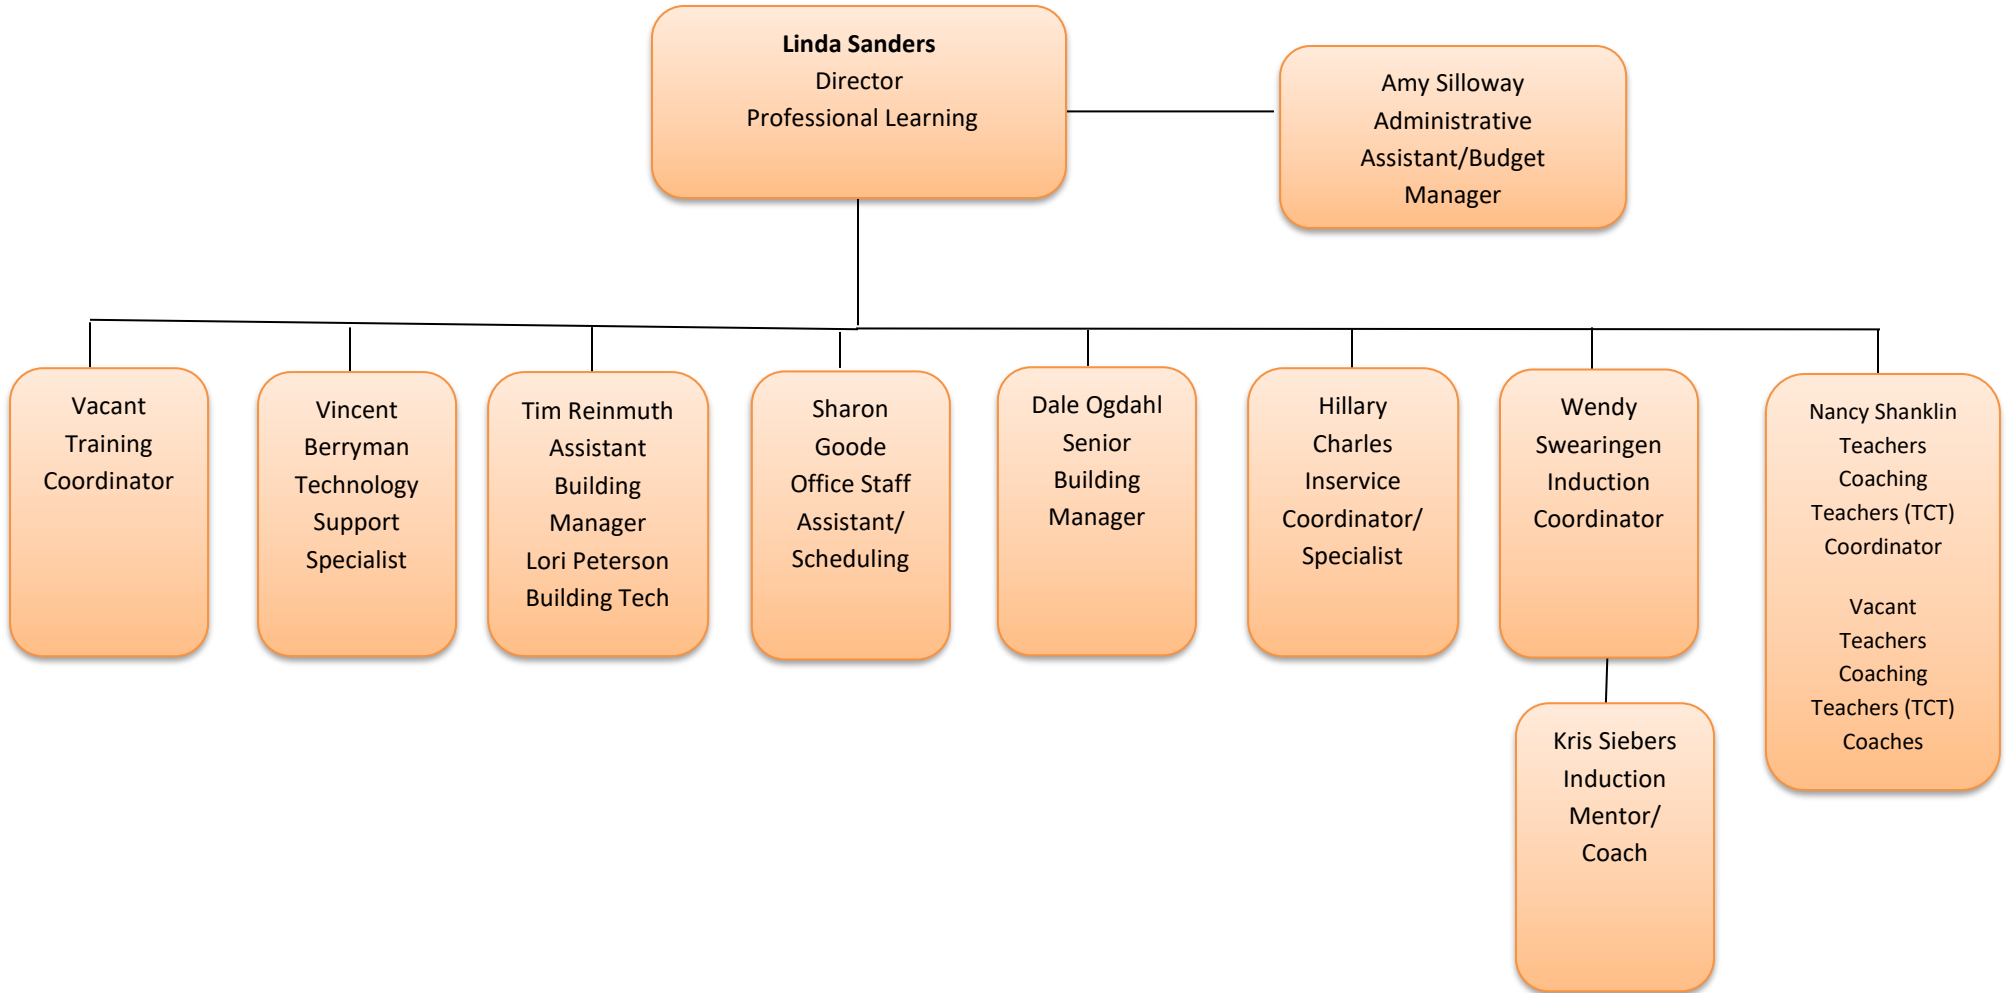 Linda Sanders
Director
Professional Learning
Amy Silloway
Administrative
Assistant/Budget
Manager
Vacant
Training
Coordinator
Vincent
Berryman
Technology
Support
Specialist
Tim Reinmuth
Assistant
Building
Manager
Lori Peterson
Building Tech
Sharon
Goode
Office Staff
Assistant/
Scheduling
Dale Ogdahl
Senior
Building
Manager
Hillary
Charles
Inservice
Coordinator/
Specialist
Wendy
Swearingen
Induction
Coordinator
Nancy Shanklin
Teachers
Coaching
Teachers (TCT)
Coordinator
Vacant
Teachers
Coaching
Teachers (TCT)
Coaches
Kris Siebers
Induction
Mentor/
Coach